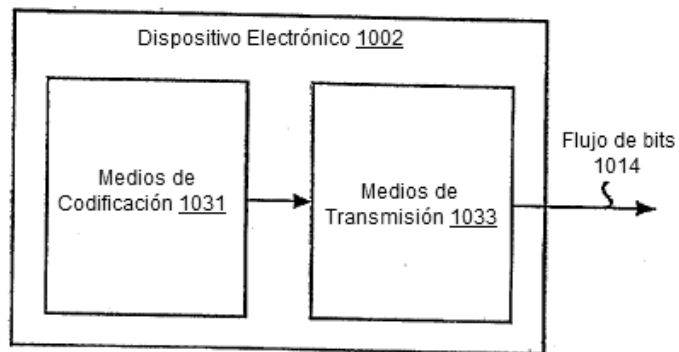 Dispositivo Electrónico 1002
Medios de
Codificación 1031
Medios de
Transmisión 1033
Flujo de bits
1014